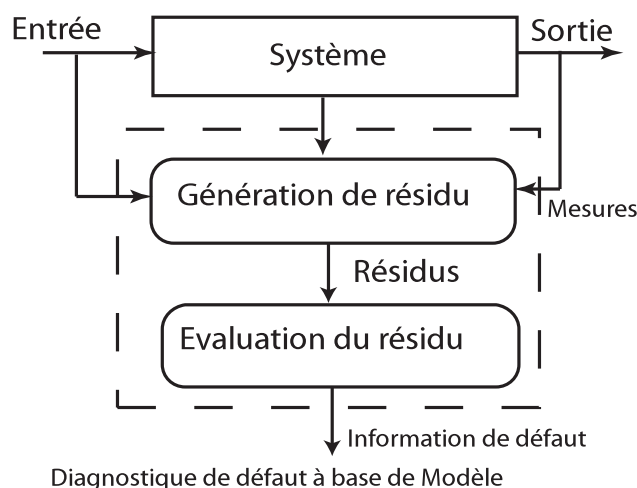 Entrée
Sortie
Système
Génération de résidu
Mesures
Résidus
Evaluation du résidu
Information de défaut
Diagnostique de défaut à base de Modèle